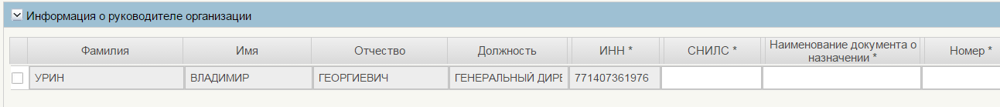 Информация о руководителе организации
Фамилия Имя Отчество Должность ИНН * СНИЛС * Наименование документа о назначении * Номер *
УРИН ВЛАДИМИР ГЕОРГИЕВИЧ ГЕНЕРАЛЬНЫЙ ДИРЕ 771407361976